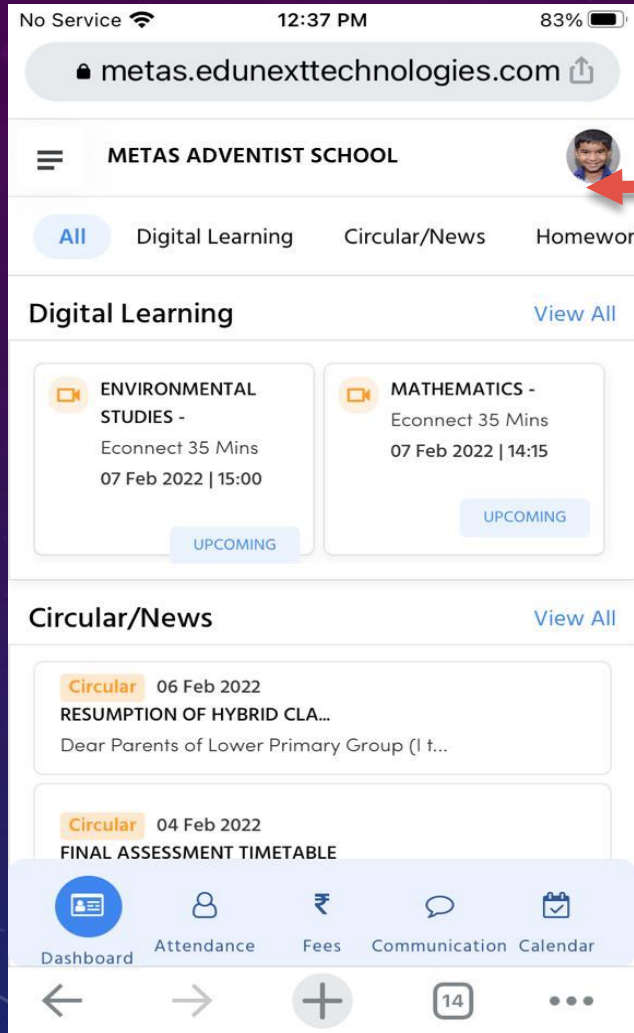 No Service 12:37 PM 83%
metas.edunexttechnologies.com
METAS ADVENTIST SCHOOL
All Digital Learning Circular/News Homewor
Digital Learning View All
ENVIRONMENTAL
STUDIES -
Econnect 35 Mins
07 Feb 2022 | 15:00
UPCOMING
MATHEMATICS -
Econnect 35 Mins
07 Feb 2022 | 14:15
UPCOMING
Circular/News View All
Circular 06 Feb 2022
RESUMPTION OF HYBRID CLA...
Dear Parents of Lower Primary Group (I t...
Circular 04 Feb 2022
FINAL ASSESSMENT TIMETABLE
₹
Dashboard Attendance Fees Communication Calendar
14